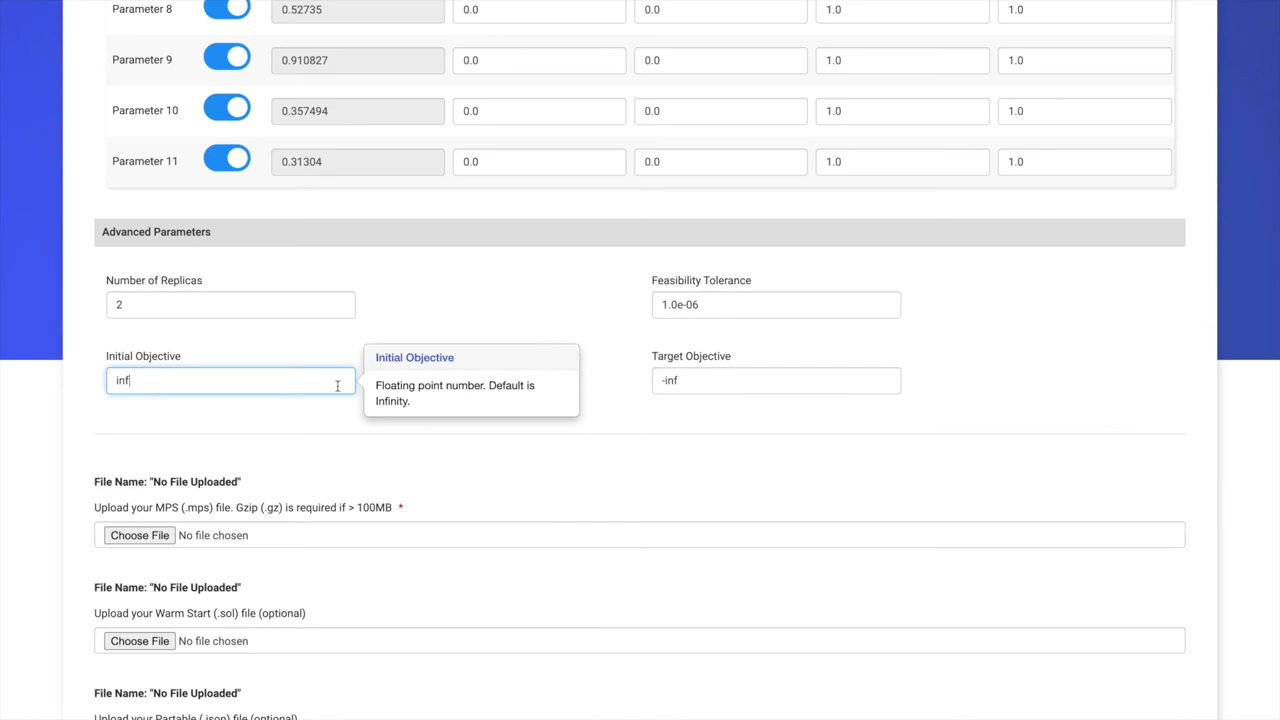 Parameter 8 0.52735 0.0 0.0 1.0 1.0
Parameter 9 0.910827 0.0 0.0 1.0 1.0
Parameter 10 0.357494 0.0 0.0 1.0 1.0
Parameter 11 0.31304 0.0 0.0 1.0 1.0
Advanced Parameters
Number of Replicas
2
Feasibility Tolerance
1.0e-06
Initial Objective
inf
Initial Objective
Floating point number. Default is
Infinity.
Target Objective
-inf
File Name: "No File Uploaded"
Upload your MPS (.mps) file. Gzip (.gz) is required if > 100MB *
Choose File No file chosen
File Name: "No File Uploaded"
Upload your Warm Start (.sol) file (optional)
Choose File No file chosen
File Name: "No File Uploaded"
Upload your Partable (.json) file (optional)